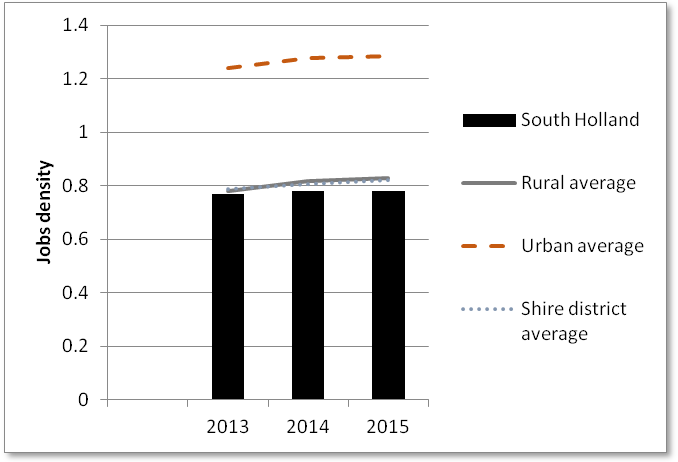 1.4
1.2
1
0.8
0.6
0.4
0.2
0
Jobs density
2013 2014 2015
South Holland
Rural average
Urban average
Shire district
average